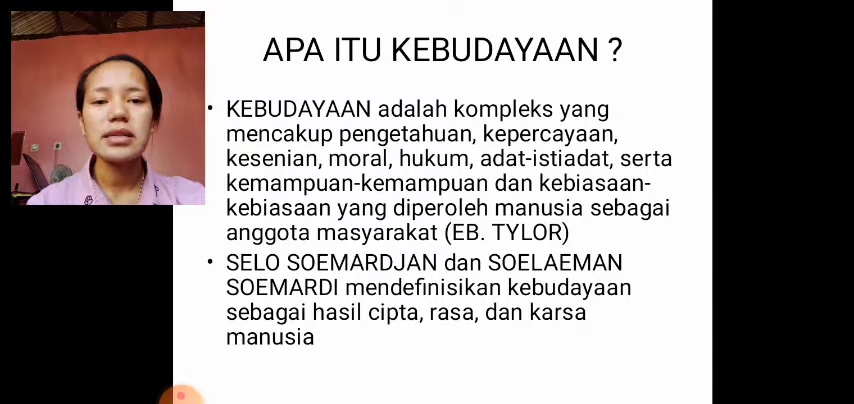 APA ITU KEBUDAYAAN ?
• KEBUDAYAAN adalah kompleks yang
mencakup pengetahuan, kepercayaan,
kesenian, moral, hukum, adat-istiadat, serta
kemampuan-kemampuan dan kebiasaan-
kebiasaan yang diperoleh manusia sebagai
anggota masyarakat (EB. TYLOR)
• SELO SOEMARDJAN dan SOELAEMAN
SOEMARDI mendefinisikan kebudayaan
sebagai hasil cipta, rasa, dan karsa
manusia